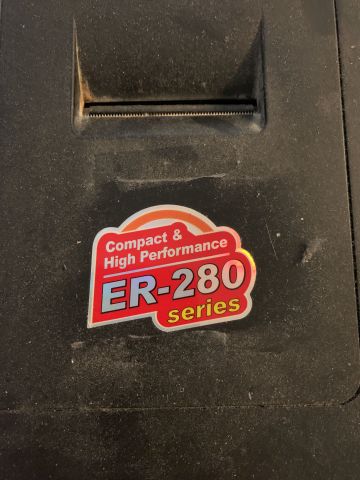 Compact &
High Performance
ER-280
series